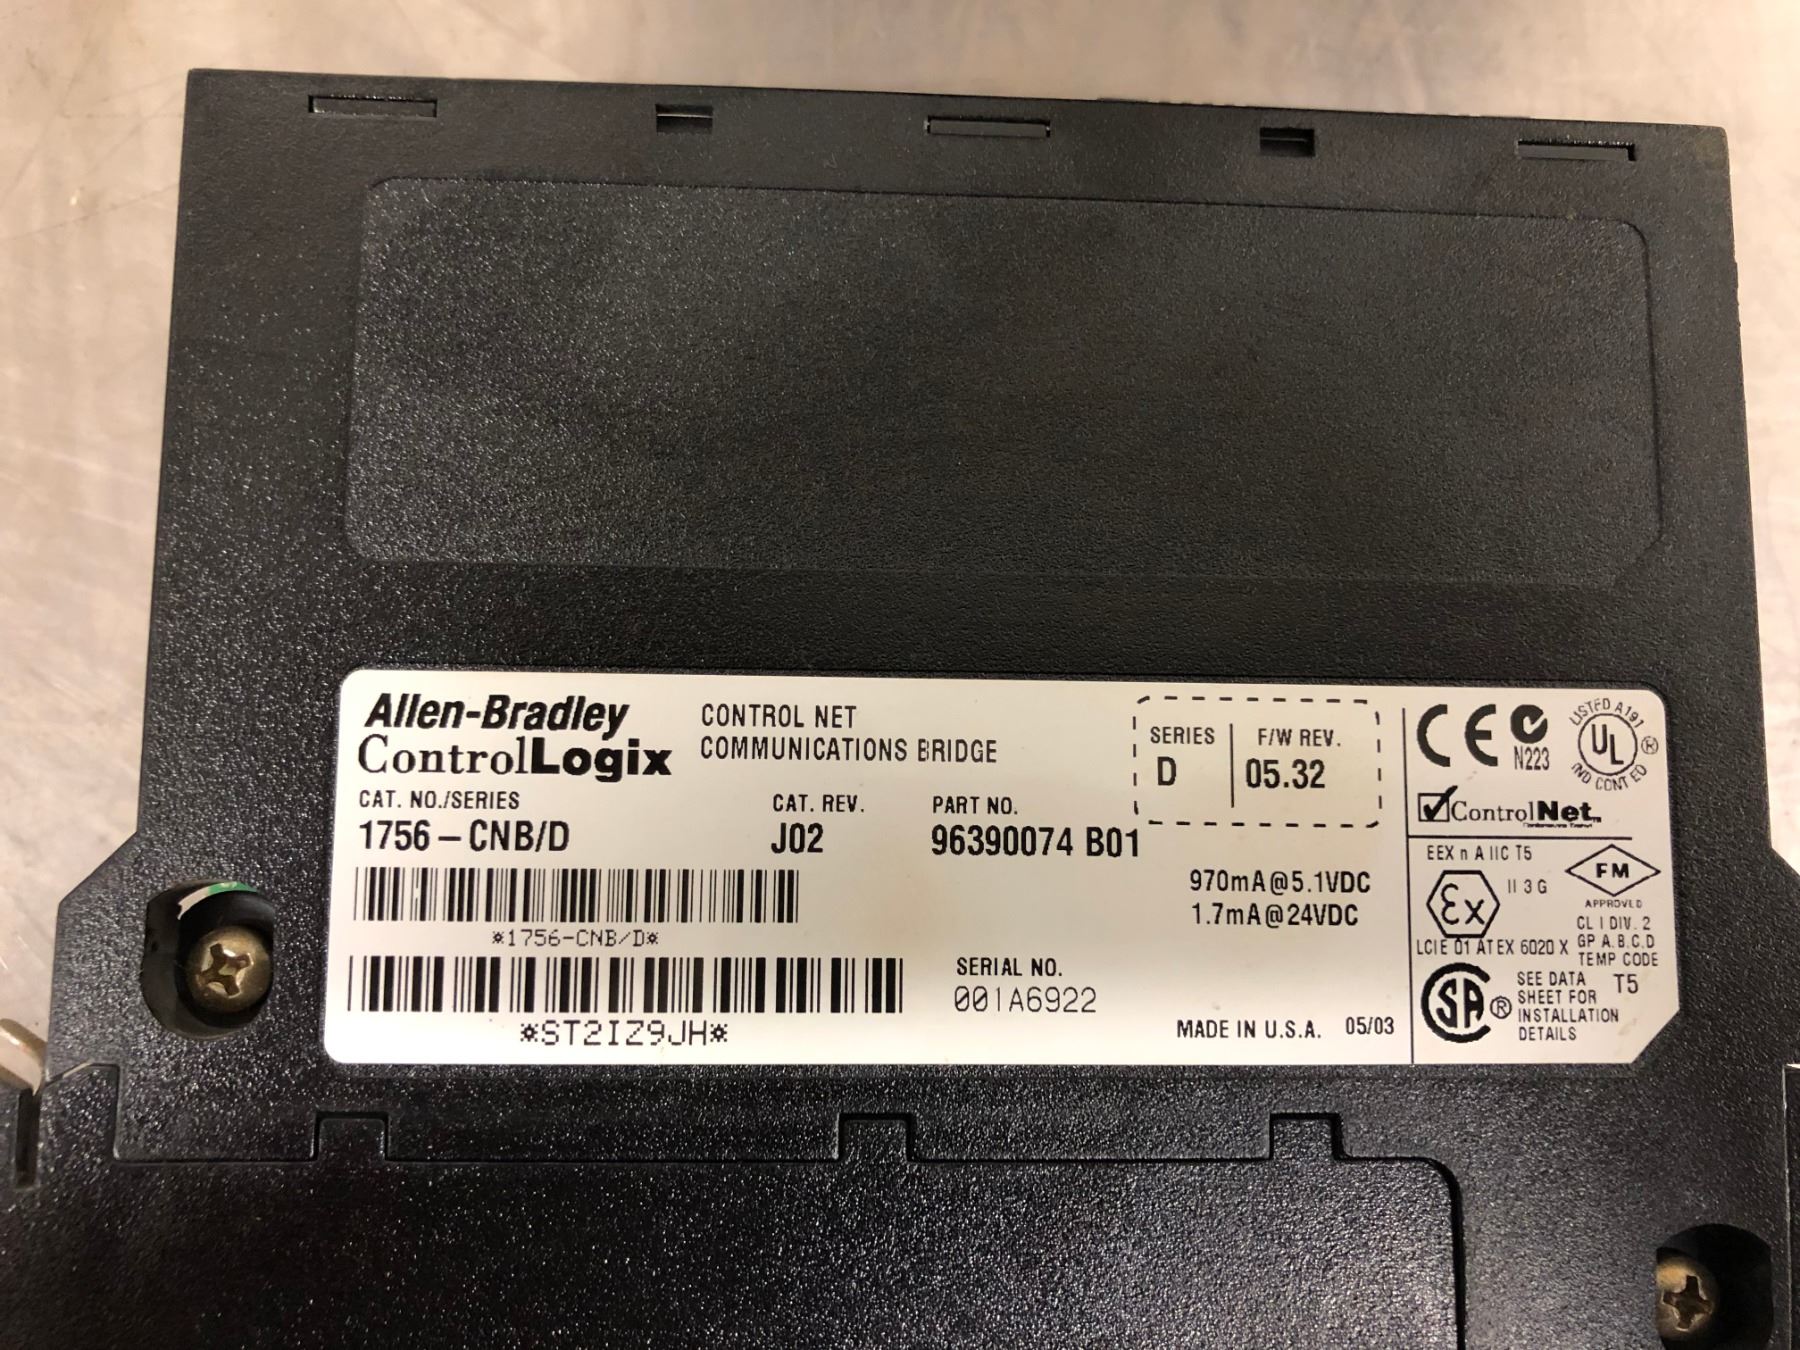 Allen-Bradley
ControlLogix
CONTROL NET
COMMUNICATIONS BRIDGE
SERIES
D
F/W REV.
05.32
CAT. NO./SERIES
1756-CNB/D
CAT. REV.
J02
PART NO.
96390074 B01
*1756-CNB/D*
970mA@5.1VDC
1.7mA@24VDC
*ST2IZ9JH*
SERIAL NO.
001A6922
MADE IN U.S.A. 05/03
CE
N223
LISTED A191
UL ®
IND CONT EQ
ControlNet™
EEX n A IIC T5
Ex
II 3 G
FM
APPROVED
LCIE 01 ATEX 6020 X
CL I DIV. 2
GP A,B,C,D
TEMP CODE
T5
SA ®
SEE DATA
SHEET FOR
INSTALLATION
DETAILS